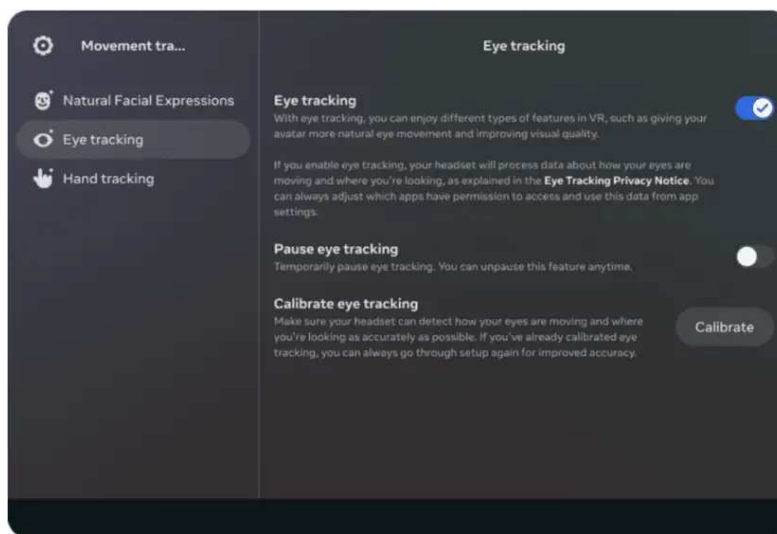 Movement tra...
Eye tracking
Natural Facial Expressions
Eye tracking
Hand tracking
Eye tracking
With eye tracking, you can enjoy different types of features in VR, such as giving your
avatar more natural eye movement and improving visual quality.
If you enable eye tracking, your headset will process data about how your eyes are
moving and where you're looking, as explained in the Eye Tracking Privacy Notice. You
can always adjust which apps have permission to access and use this data from app
settings.
Pause eye tracking
Temporarily pause eye tracking. You can unpause this feature anytime.
Calibrate eye tracking
Make sure your headset can detect how your eyes are moving and where
you're looking as accurately as possible. If you've already calibrated eye
tracking, you can always go through setup again for improved accuracy.
Calibrate